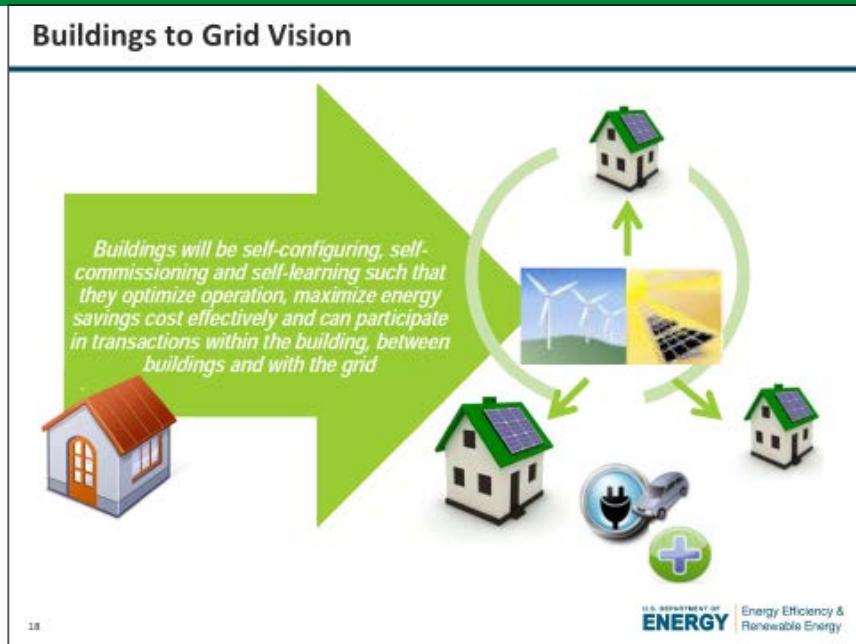 Buildings to Grid Vision
Buildings will be self-configuring, self-
commissioning and self-learning such that
they optimize operation, maximize energy
savings cost effectively and can participate
in transactions within the building, between
buildings and with the grid
18
U.S. DEPARTMENT OF
ENERGY
Energy Efficiency &
Renewable Energy